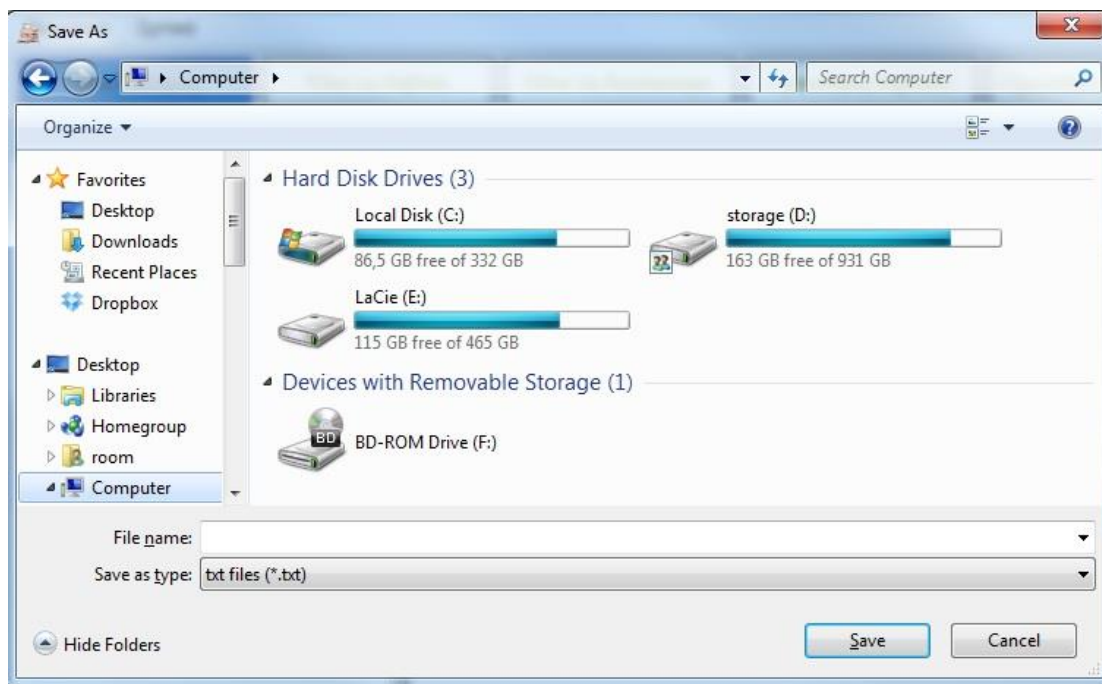 Save As
Computer
Search Computer
Organize
Favorites
Desktop
Downloads
Recent Places
Dropbox
Desktop
Libraries
Homegroup
room
Computer
Hard Disk Drives (3)
Local Disk (C:)
86,5 GB free of 332 GB
storage (D:)
163 GB free of 931 GB
LaCie (E:)
115 GB free of 465 GB
Devices with Removable Storage (1)
BD
BD-ROM Drive (F:)
File name:
Save as type: txt files (*.txt)
Hide Folders
Save
Cancel